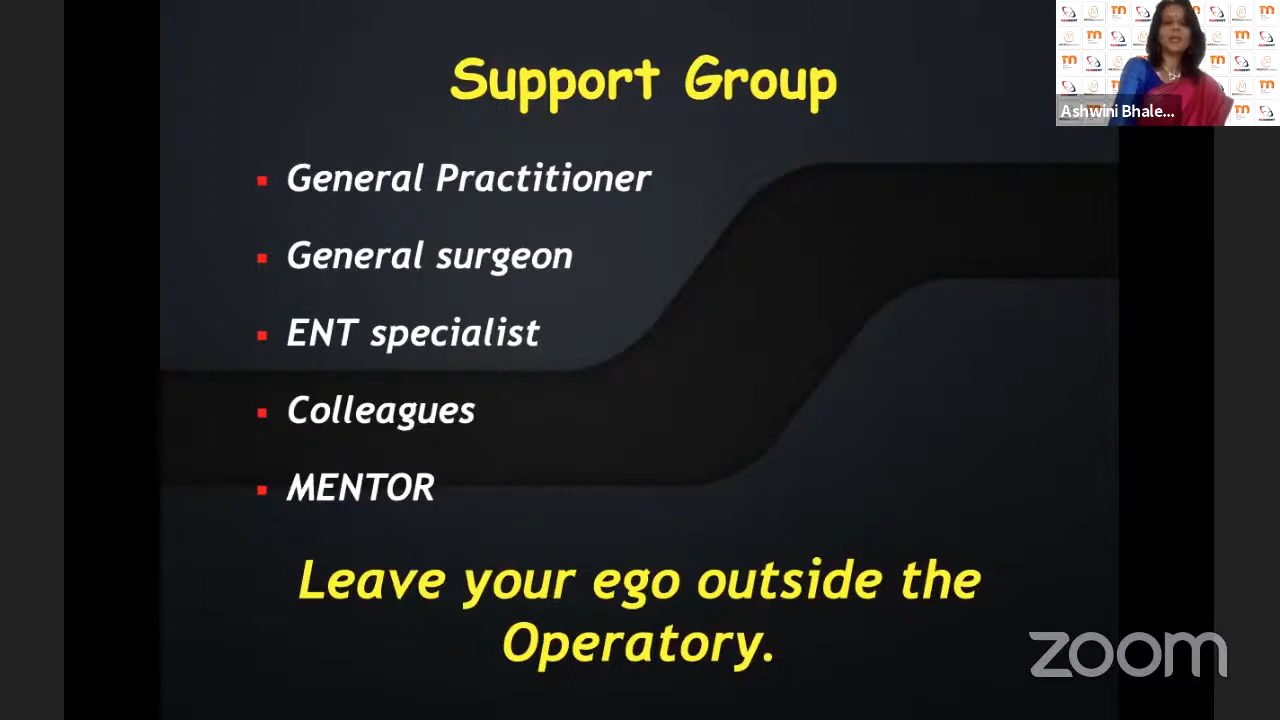 Support Group
General Practitioner
General surgeon
ENT specialist
Colleagues
MENTOR
Leave your ego outside the
Operatory.
Ashwini Bhale...
zoom